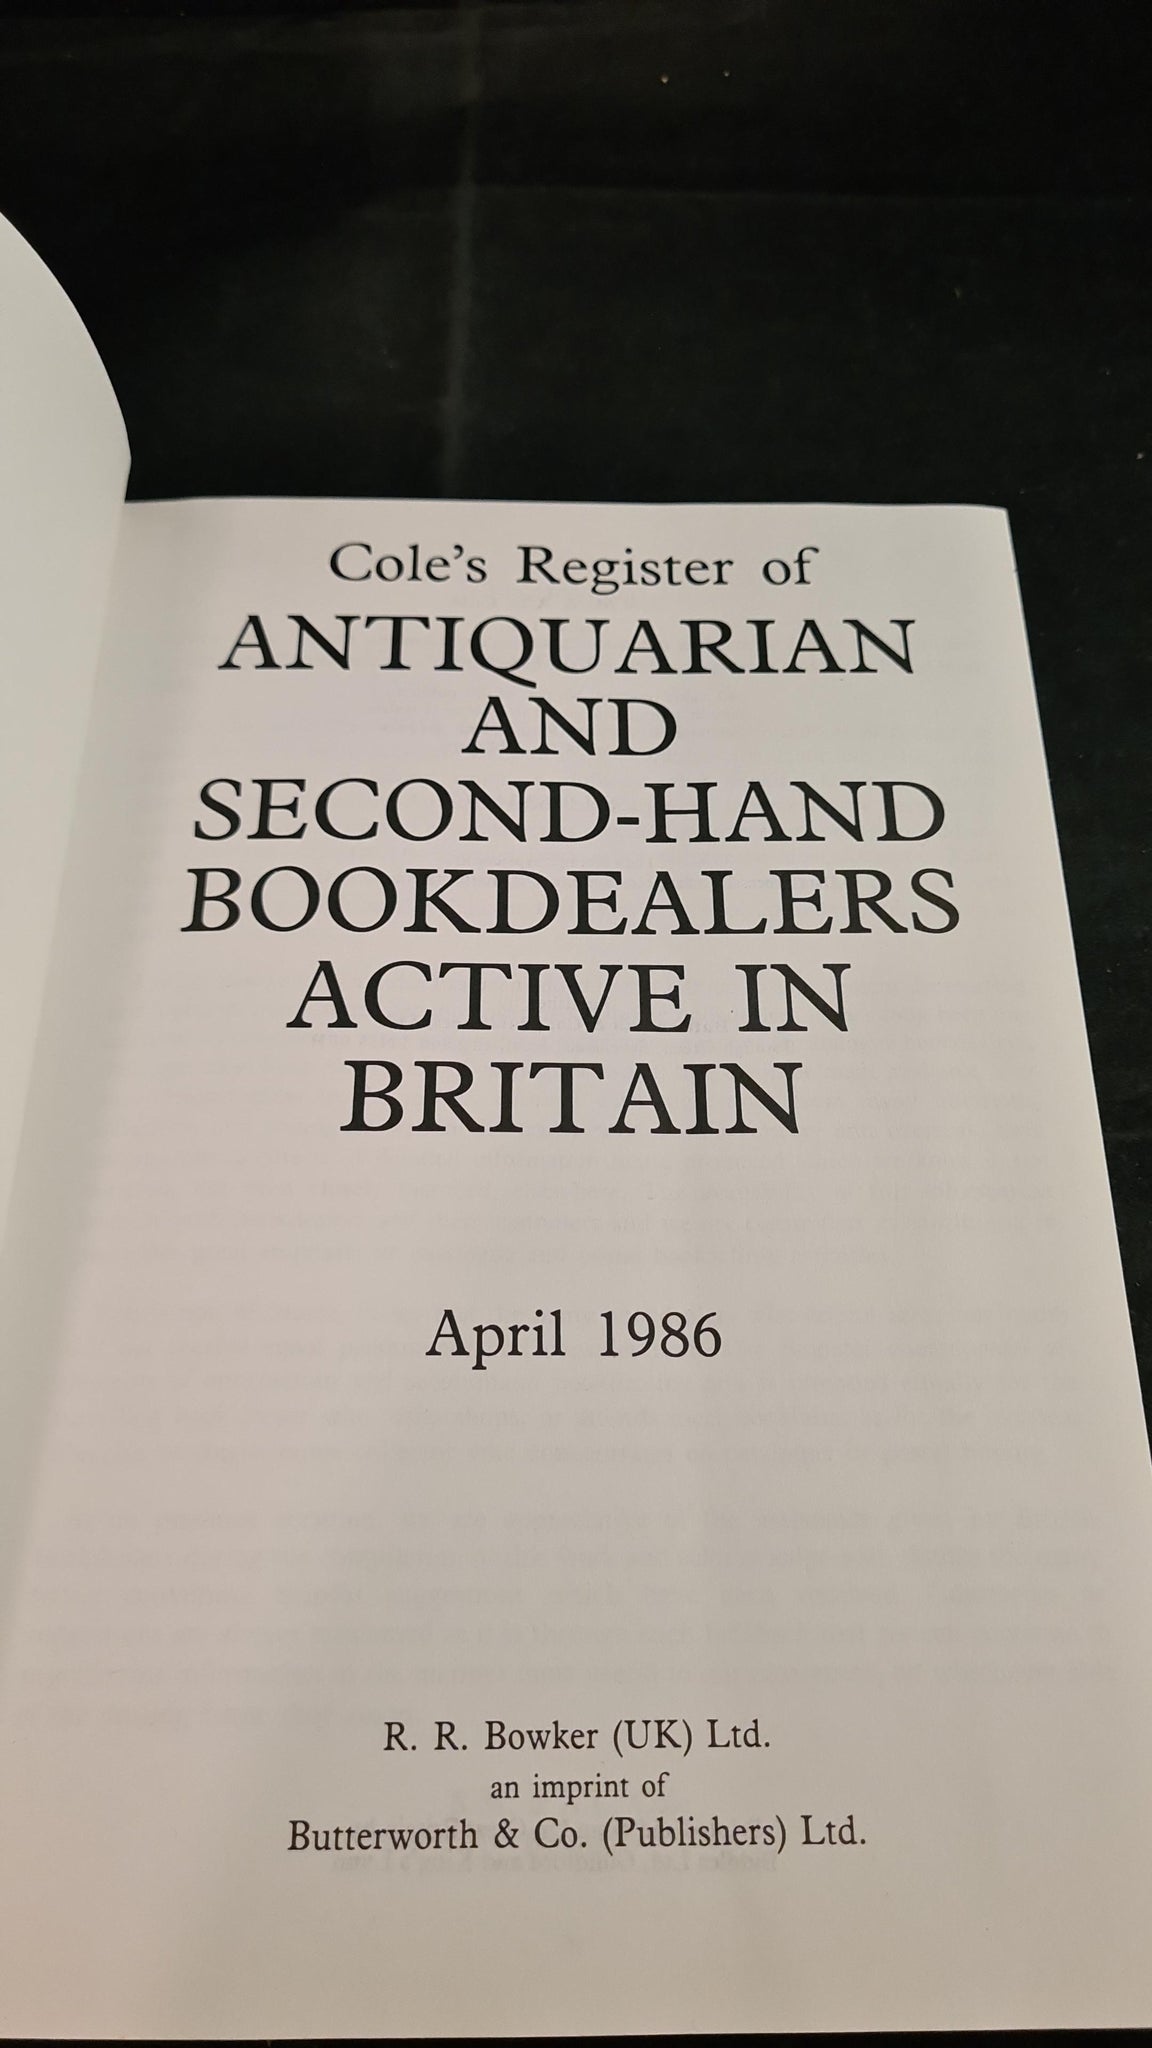 Cole's Register of
ANTIQUARIAN
AND
SECOND-HAND
BOOKDEALERS
ACTIVE IN
BRITAIN
April 1986
R. R. Bowker (UK) Ltd.
an imprint of
Butterworth & Co. (Publishers) Ltd.